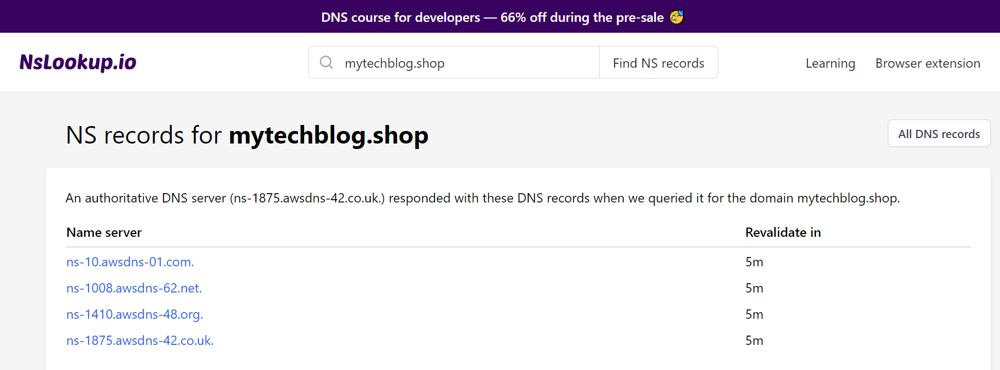 DNS course for developers — 66% off during the pre-sale 🥳
NsLookup.io
mytechblog.shop
Find NS records
Learning
Browser extension
NS records for mytechblog.shop
All DNS records
An authoritative DNS server (ns-1875.awsdns-42.co.uk.) responded with these DNS records when we queried it for the domain mytechblog.shop.
Name server Revalidate in
ns-10.awsdns-01.com. 5m
ns-1008.awsdns-62.net. 5m
ns-1410.awsdns-48.org. 5m
ns-1875.awsdns-42.co.uk. 5m